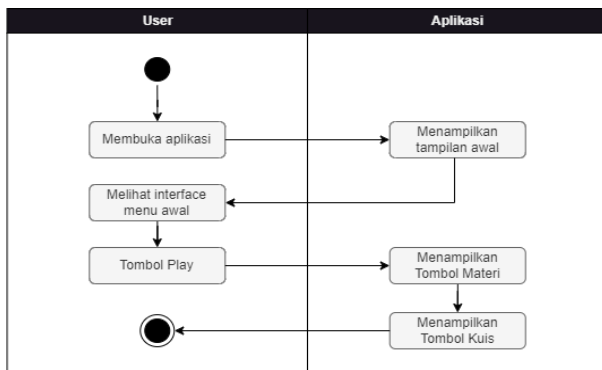 User
Aplikasi
Membuka aplikasi
Menampilkan
tampilan awal
Melihat interface
menu awal
Tombol Play
Menampilkan
Tombol Materi
Menampilkan
Tombol Kuis